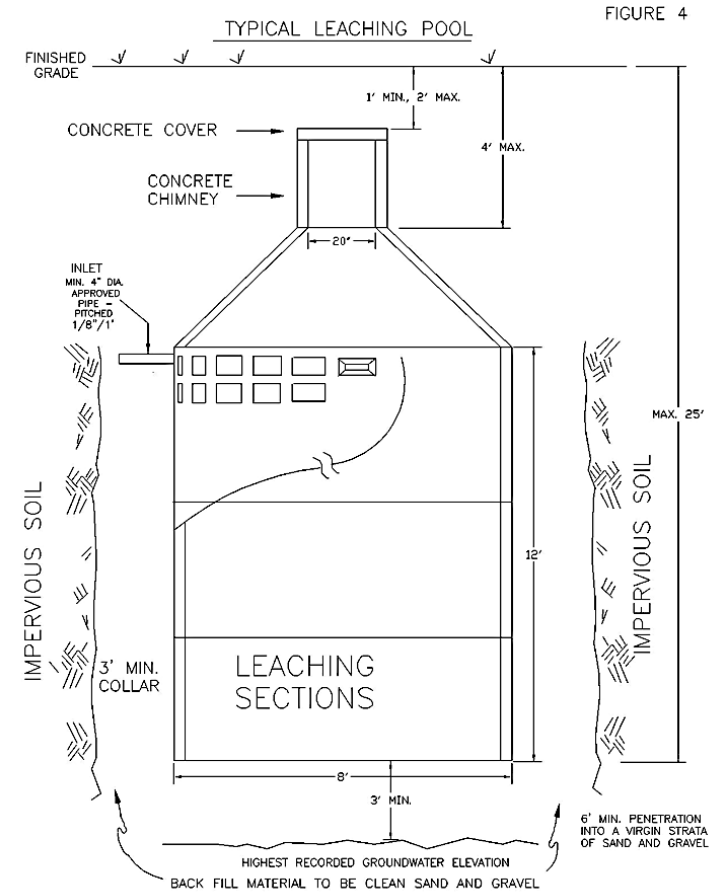 FIGURE 4
TYPICAL LEACHING POOL
FINISHED
GRADE
1' MIN., 2' MAX.
CONCRETE COVER
4' MAX.
CONCRETE
CHIMNEY
20"
INLET
MIN. 4" DIA.
APPROVED
PIPE -
PITCHED
1/8"/1'
MAX. 25'
IMPERVIOUS SOIL
IMPERVIOUS SOIL
12'
3' MIN.
COLLAR
LEACHING
SECTIONS
8'
3' MIN.
6' MIN. PENETRATION
INTO A VIRGIN STRATA
OF SAND AND GRAVEL
HIGHEST RECORDED GROUNDWATER ELEVATION
BACK FILL MATERIAL TO BE CLEAN SAND AND GRAVEL